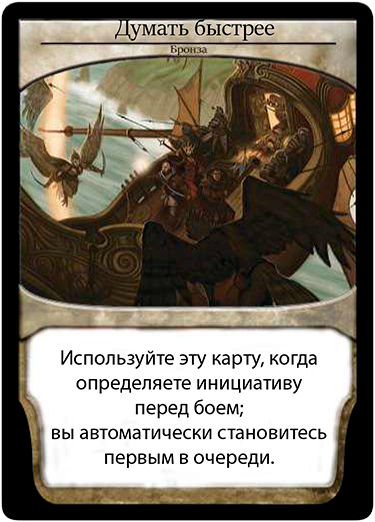 Думать быстрее
Бронза
Используйте эту карту, когда
определяете инициативу
перед боем;
вы автоматически становитесь
первым в очереди.